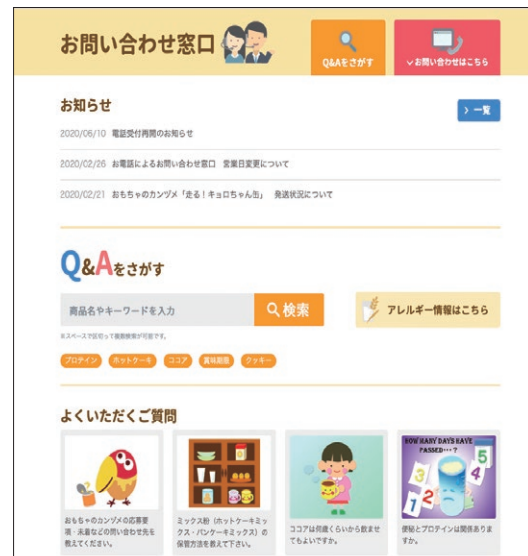 お問い合わせ窓口
Q&Aをさがす
お問い合わせはこちら
お知らせ
> 一覧
2020/06/10 電話受付再開のお知らせ
2020/02/26 お電話によるお問い合わせ窓口 営業日変更について
2020/02/21 おもちゃのカンヅメ「走る!キョロちゃん缶」 発送状況について
Q&Aをさがす
商品名やキーワードを入力
検索
アレルギー情報はこちら
※スペースで区切って複数検索が可能です。
プロテイン ホットケーキ ココア 賞味期限 クッキー
よくいただくご質問
HOW MANY DAYS HAVE
PASSED・・・?
1 2 3 4 5
おもちゃのカンヅメの応募要
項・未着などの問い合わせ先を
教えてください。
ミックス粉(ホットケーキミッ
クス・パンケーキミックス)の
保管方法を教えて下さい。
ココアは何歳くらいから飲ませ
てもよいですか。
便秘とプロテインは関係ありま
すか。